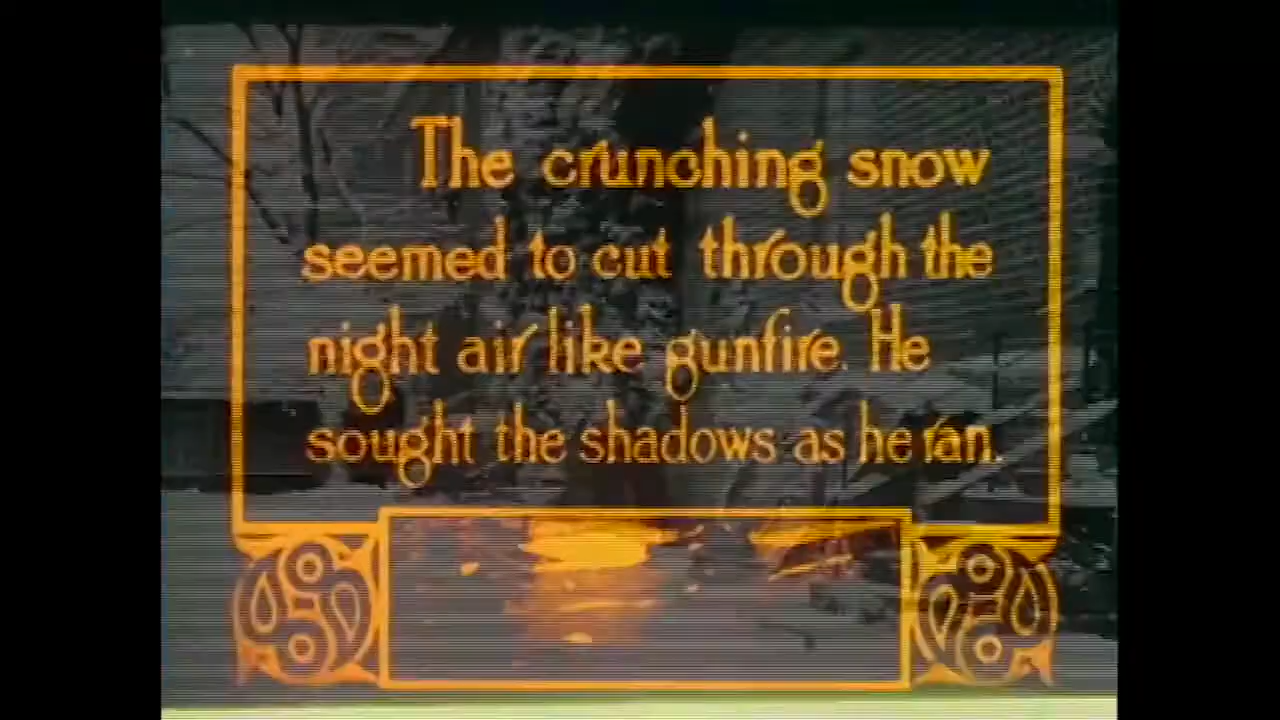 The crunching snow
seemed to cut through the
night air like gunfire. He
sought the shadows as he ran.